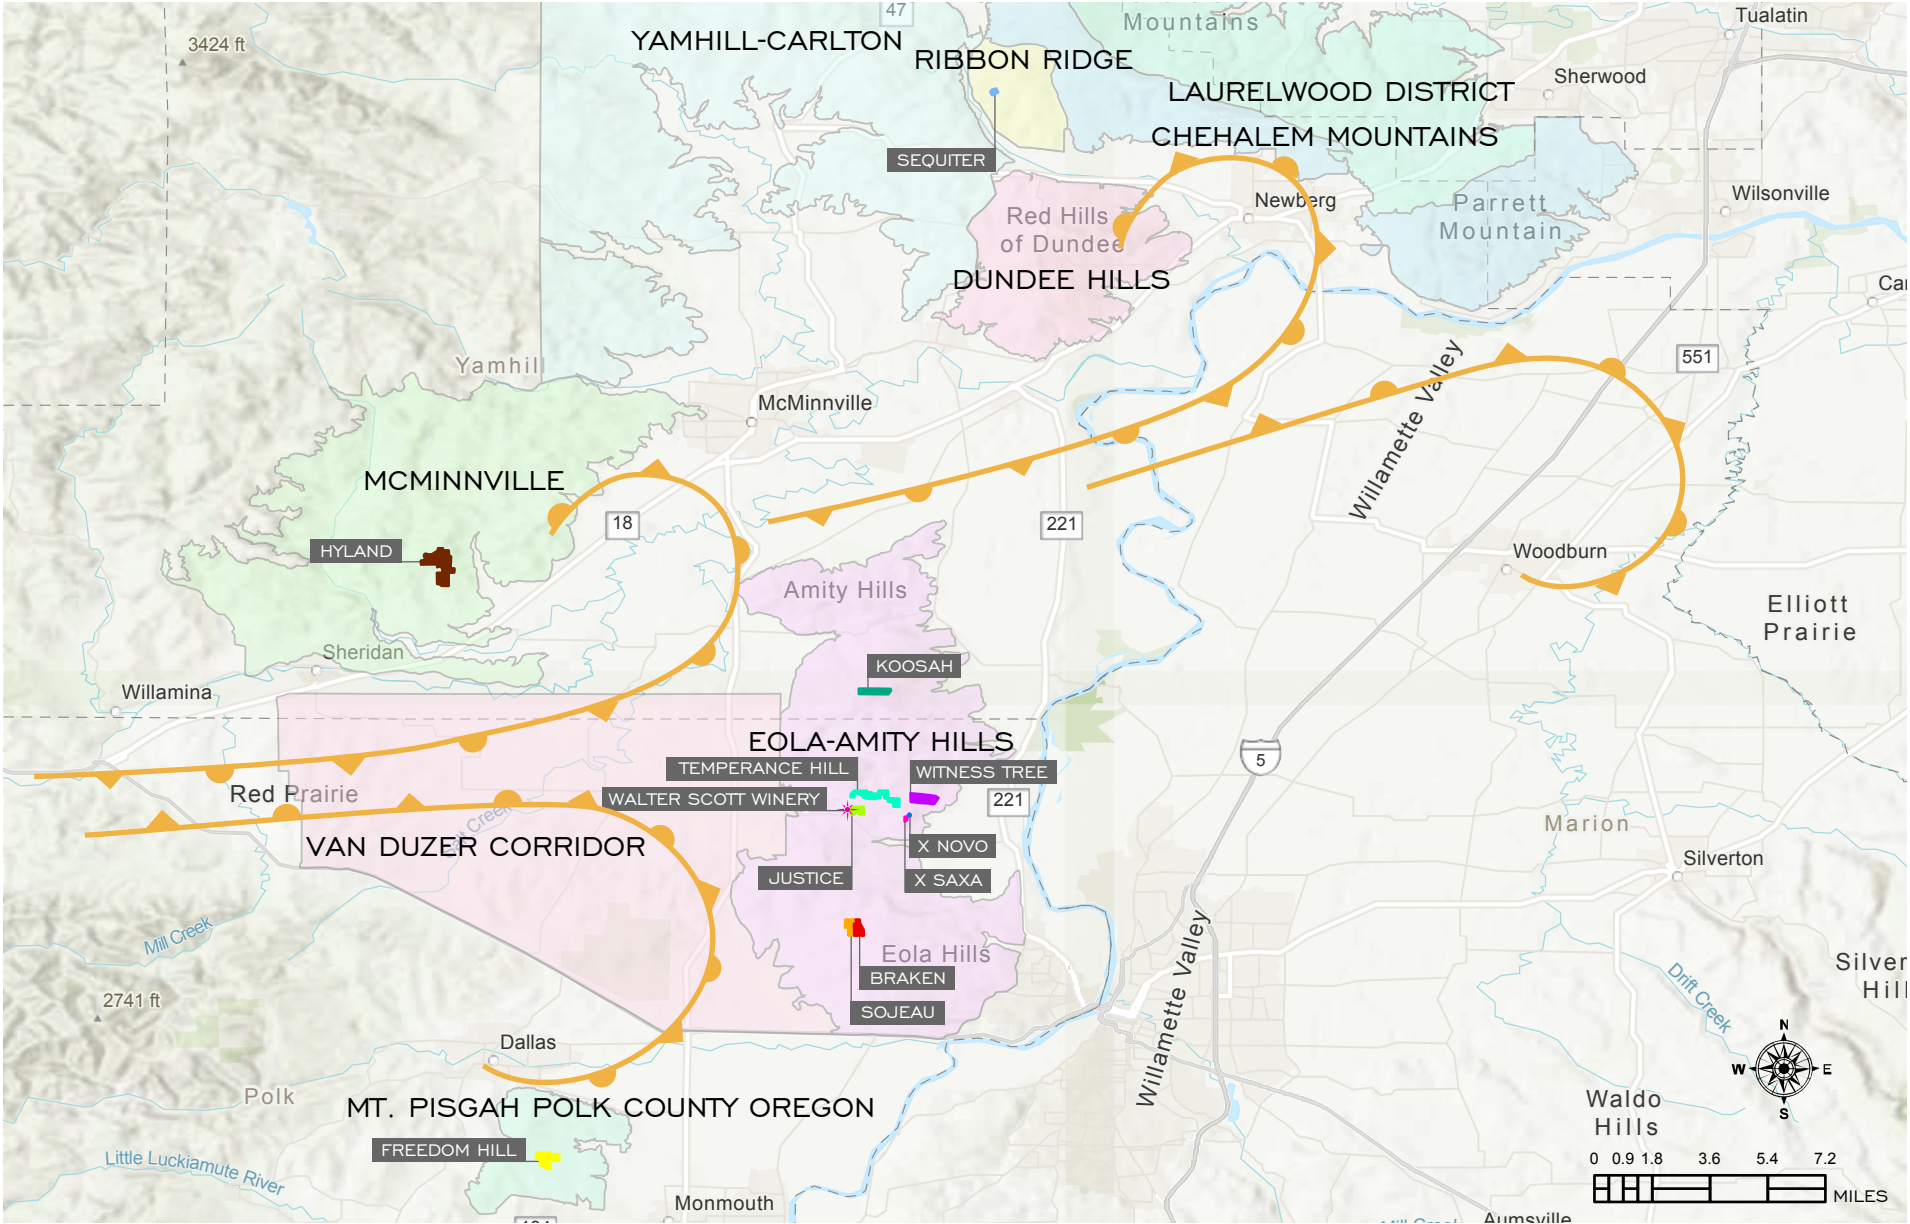 47
Mountains
Tualatin
3424 ft
YAMHILL-CARLTON
RIBBON RIDGE
Sherwood
LAURELWOOD DISTRICT
CHEHALEM MOUNTAINS
SEQUITER
Newberg
Wilsonville
Red Hills
of Dundee
Parrett
Mountain
DUNDEE HILLS
Yamhill
Willamette Valley
551
McMinnville
MCMINNVILLE
18
221
HYLAND
Woodburn
Amity Hills
Elliott
Prairie
Sheridan
KOOSAH
Willamina
EOLA-AMITY HILLS
5
TEMPERANCE HILL
WITNESS TREE
Red Prairie
WALTER SCOTT WINERY
221
Marion
VAN DUZER CORRIDOR
X NOVO
Silverton
JUSTICE
X SAXA
Mill Creek
Eola Hills
Willamette Valley
BRAKEN
Drift Creek
2741 ft
SOJEAU
N
Dallas
W
E
S
Polk
MT. PISGAH POLK COUNTY OREGON
Waldo
Hills
FREEDOM HILL
Little Luckiamute River
0 0.9 1.8 3.6 5.4 7.2
MILES
Monmouth
Aumsville